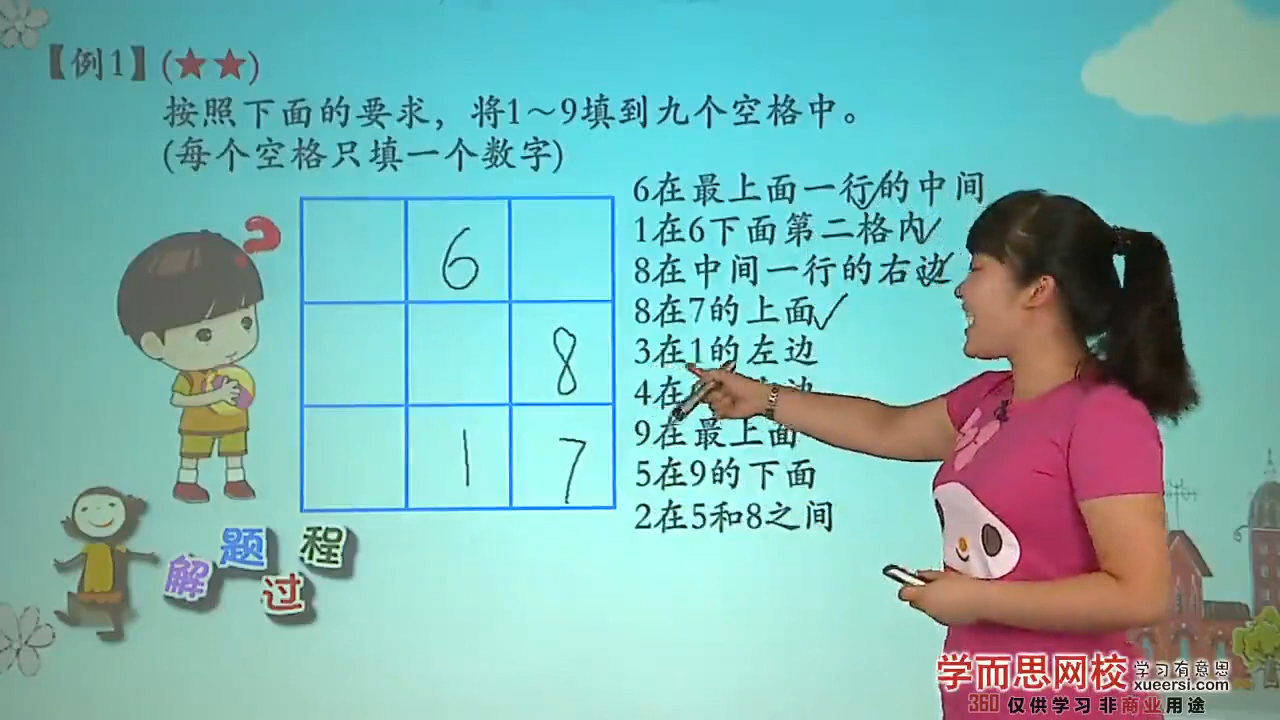 【例1】(★★)
按照下面的要求，将1～9填到九个空格中。
(每个空格只填一个数字)
6在最上面一行的中间
1在6下面第二格内
8在中间一行的右边
8在7的上面
3在1的左边
4在
9在最上面
5在9的下面
2在5和8之间
6
8
1 7
解题过程
学而思网校 学习有意思
xueersi.com
360 仅供学习 非商业用途